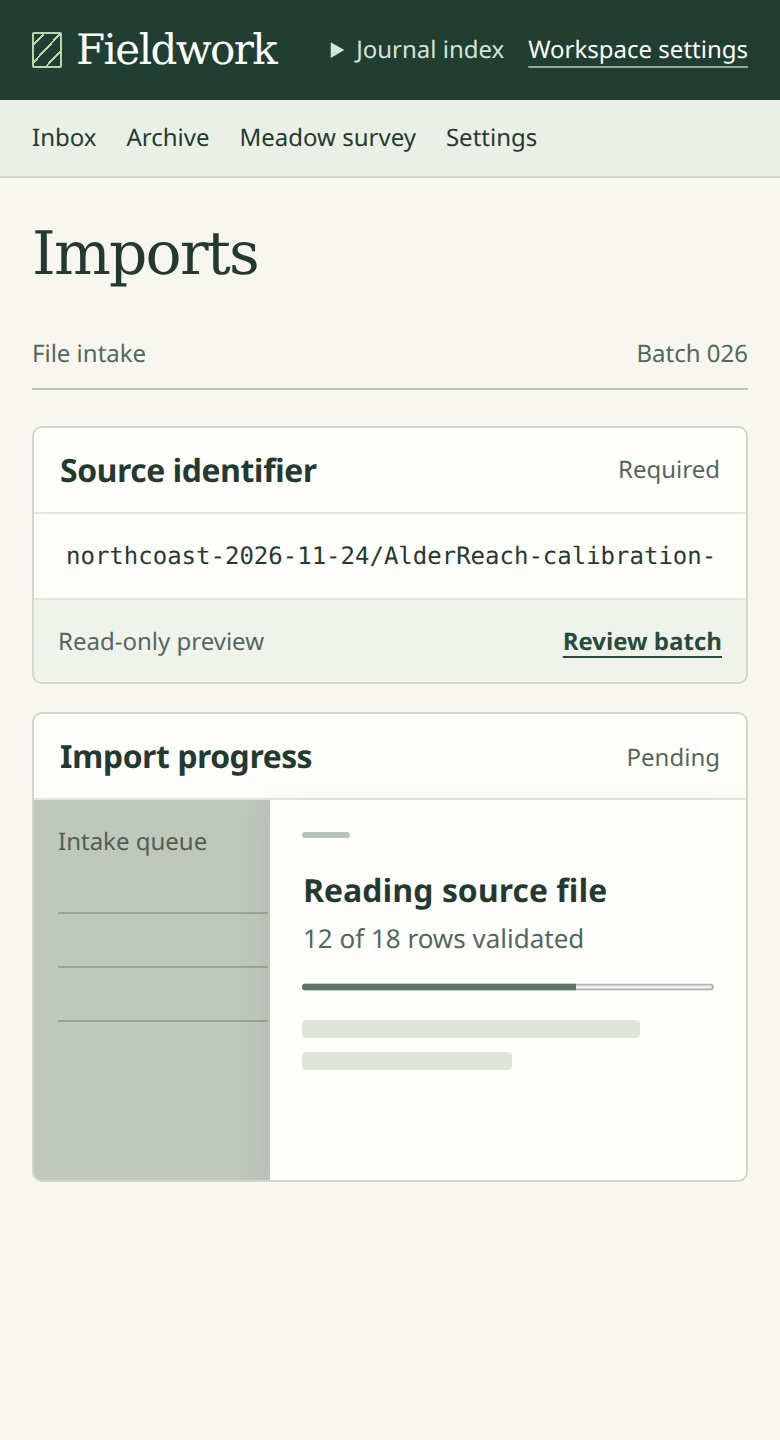 Fieldwork
Journal index
Workspace settings
Inbox Archive Meadow survey Settings
Imports
File intake
Batch 026
Source identifier
Required
northcoast-2026-11-24/AlderReach-calibration-
Read-only preview
Review batch
Import progress
Pending
Intake queue
Reading source file
12 of 18 rows validated